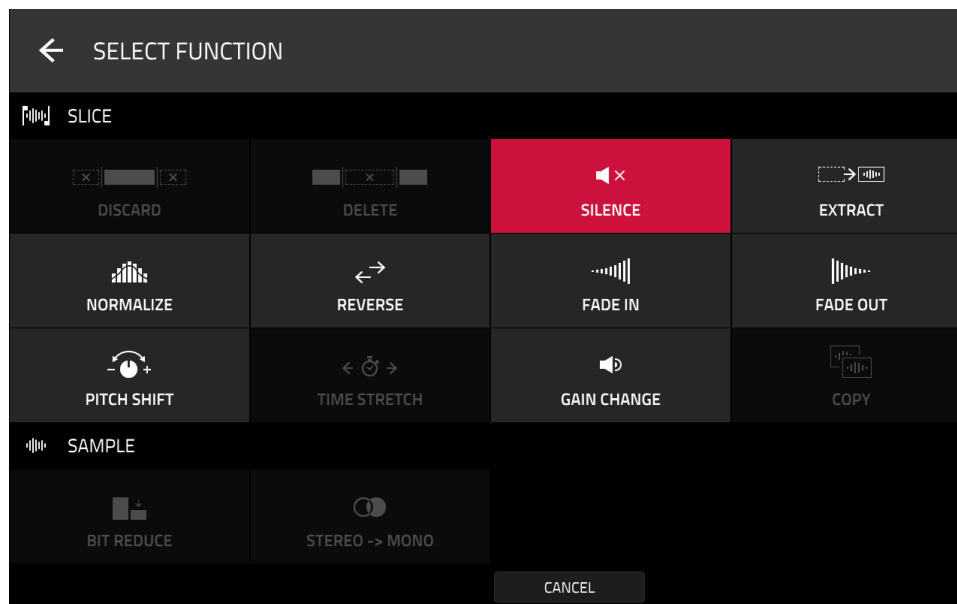 SELECT FUNCTION
SLICE
DISCARD
DELETE
SILENCE
EXTRACT
NORMALIZE
REVERSE
FADE IN
FADE OUT
PITCH SHIFT
TIME STRETCH
GAIN CHANGE
COPY
SAMPLE
BIT REDUCE
STEREO -> MONO
CANCEL